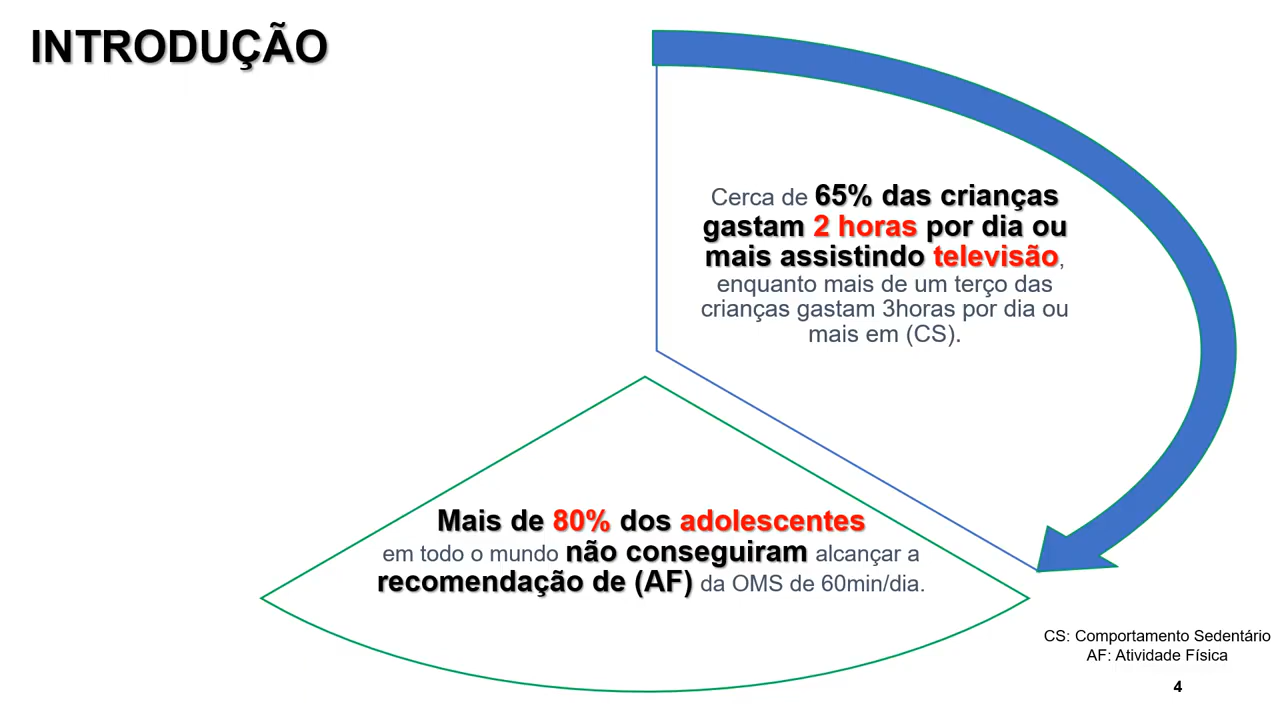 INTRODUÇÃO
Cerca de 65% das crianças
gastam 2 horas por dia ou
mais assistindo televisão,
enquanto mais de um terço das
crianças gastam 3horas por dia ou
mais em (CS).
Mais de 80% dos adolescentes
em todo o mundo não conseguiram alcançar a
recomendação de (AF) da OMS de 60min/dia.
CS: Comportamento Sedentário
AF: Atividade Física
4